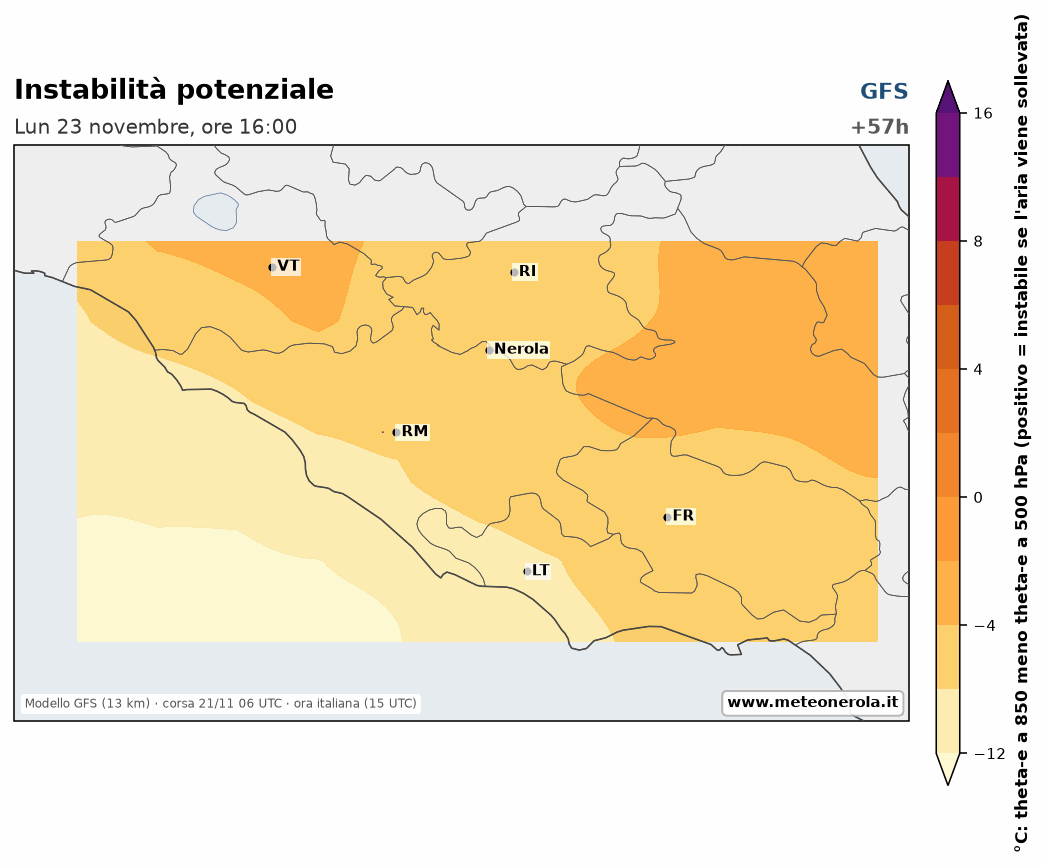 Instabilità potenziale
GFS
Lun 23 novembre, ore 16:00
+57h
VT
RI
Nerola
RM
FR
LT
Modello GFS (13 km) · corsa 21/11 06 UTC · ora italiana (15 UTC)
www.meteonerola.it
16
8
4
0
−4
−12
°C: theta-e a 850 meno theta-e a 500 hPa (positivo = instabile se l'aria viene sollevata)